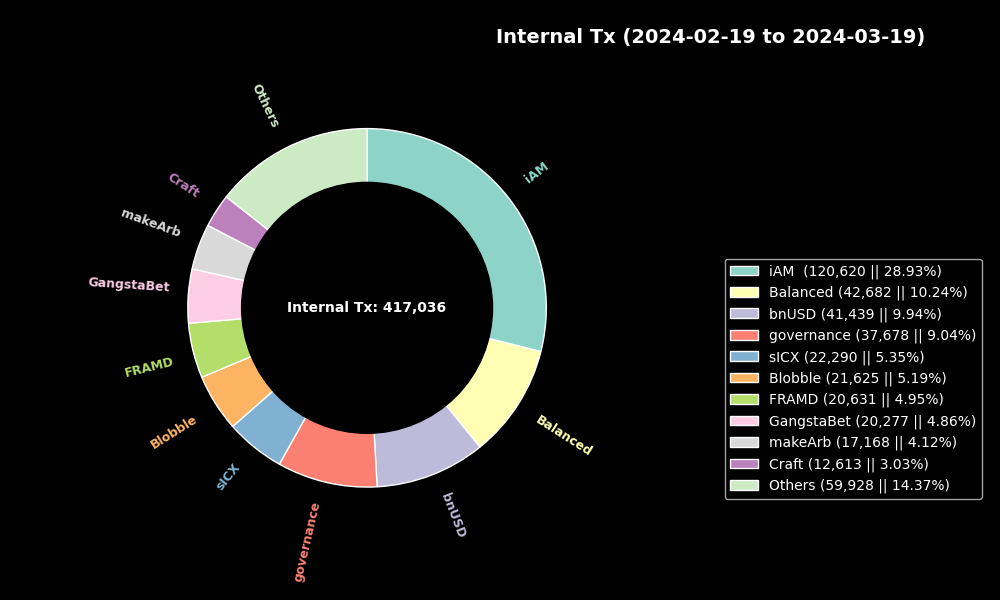 Internal Tx (2024-02-19 to 2024-03-19)
Others
iAM
Craft
makeArb
GangstaBet
FRAMD
Blobble
sICX
governance
bnUSD
Balanced
Internal Tx: 417,036
iAM  (120,620 || 28.93%)
Balanced (42,682 || 10.24%)
bnUSD (41,439 || 9.94%)
governance (37,678 || 9.04%)
sICX (22,290 || 5.35%)
Blobble (21,625 || 5.19%)
FRAMD (20,631 || 4.95%)
GangstaBet (20,277 || 4.86%)
makeArb (17,168 || 4.12%)
Craft (12,613 || 3.03%)
Others (59,928 || 14.37%)